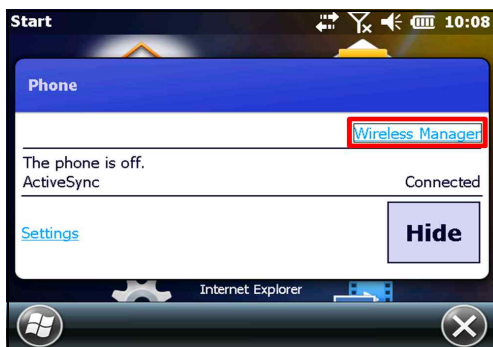 Start 10:08
Phone
Wireless Manager
The phone is off.
ActiveSync Connected
Settings Hide
Internet Explorer